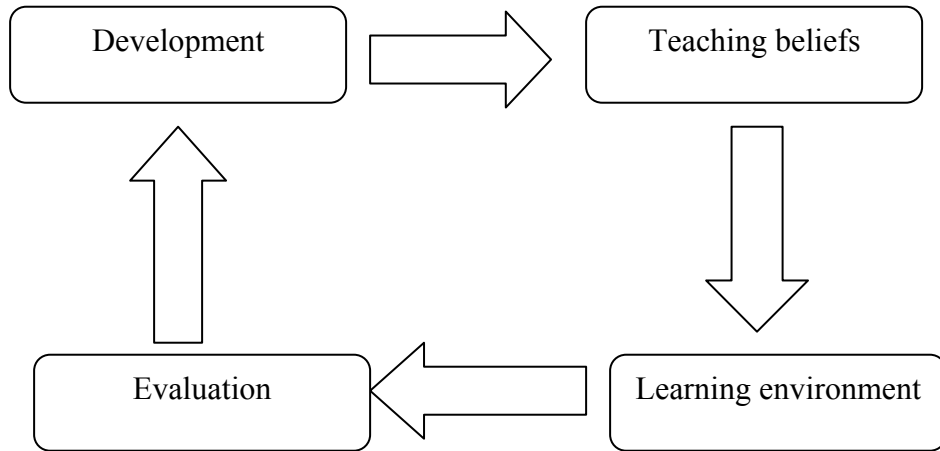 Development
Teaching beliefs
Evaluation
Learning environment